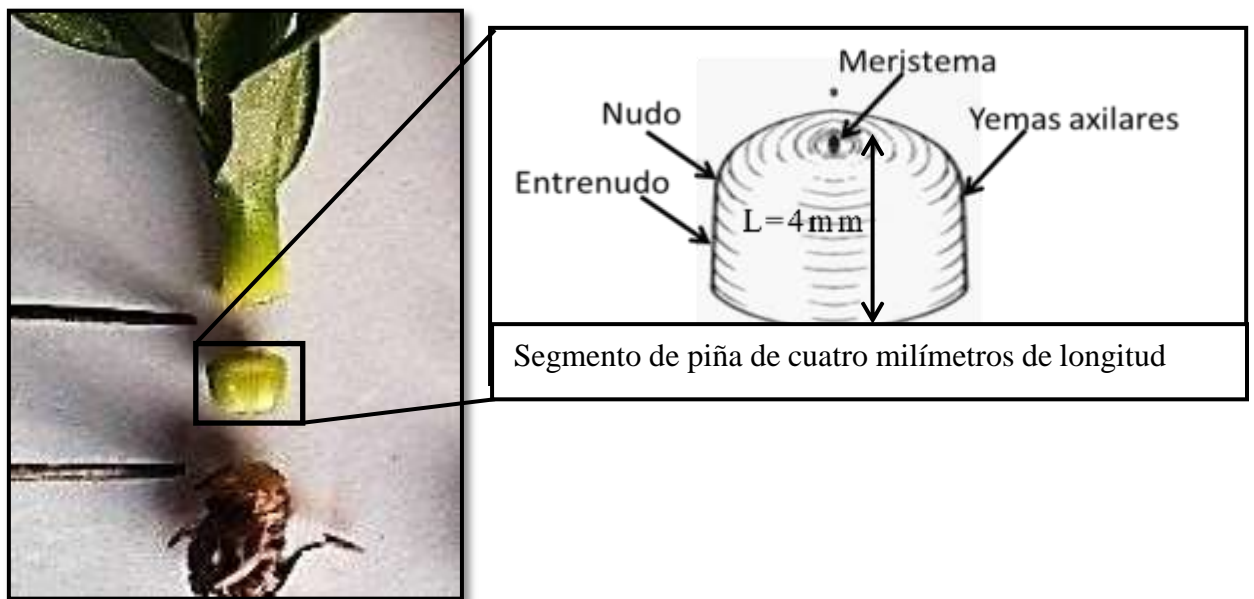 Meristema
Nudo
Yemas axilares
Entrenudo
L=4mm
Segmento de piña de cuatro milímetros de longitud